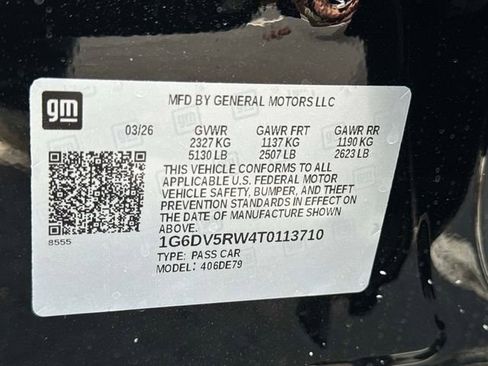 gm
MFD BY GENERAL MOTORS LLC
03/26 GVWR GAWR FRT GAWR RR
2327 KG 1137 KG 1190 KG
5130 LB 2507 LB 2623 LB
THIS VEHICLE CONFORMS TO ALL
APPLICABLE U.S. FEDERAL MOTOR
VEHICLE SAFETY, BUMPER, AND THEFT
PREVENTION STANDARDS IN EFFECT ON
THE DATE OF MANUFACTURE SHOWN
ABOVE.
8555
1G6DV5RW4T0113710
TYPE: PASS CAR
MODEL: 406DE79